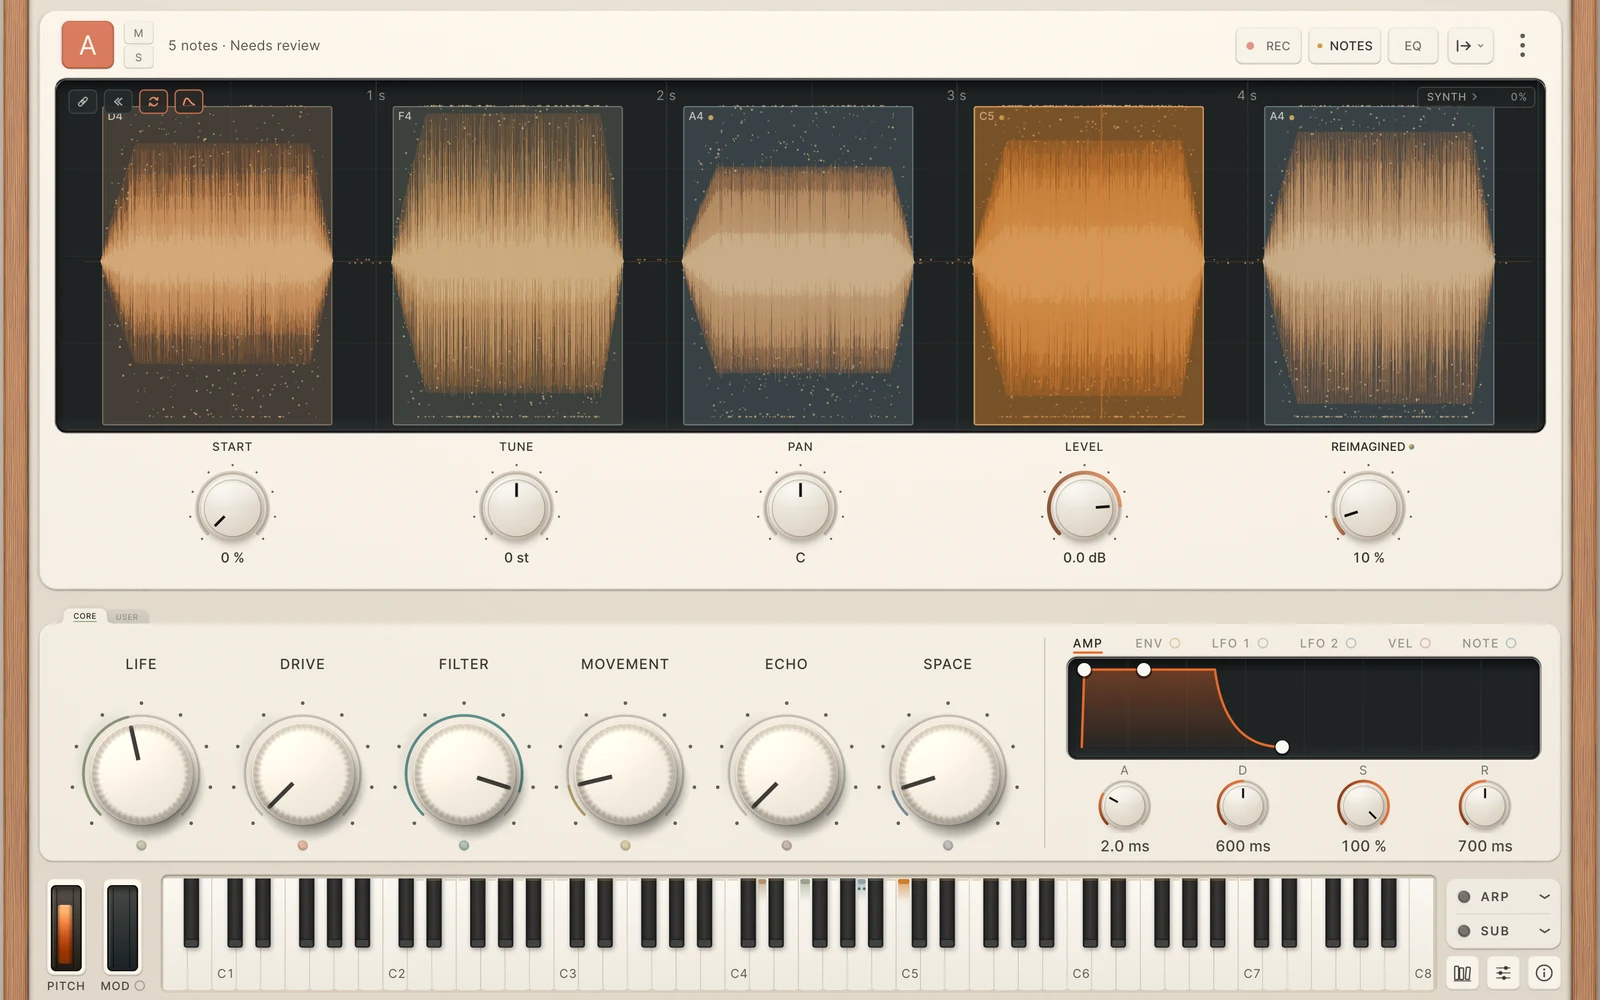 A
M
S
5 notes · Needs review
REC
NOTES
EQ
1 s
2 s
3 s
4 s
SYNTH > 0%
D4
F4
A4
C5
A4
START
TUNE
PAN
LEVEL
REIMAGINED
0 %
0 st
C
0.0 dB
10 %
CORE
USER
LIFE
DRIVE
FILTER
MOVEMENT
ECHO
SPACE
AMP
ENV
LFO 1
LFO 2
VEL
NOTE
A
D
S
R
2.0 ms
600 ms
100 %
700 ms
PITCH
MOD
C1
C2
C3
C4
C5
C6
C7
C8
ARP
SUB